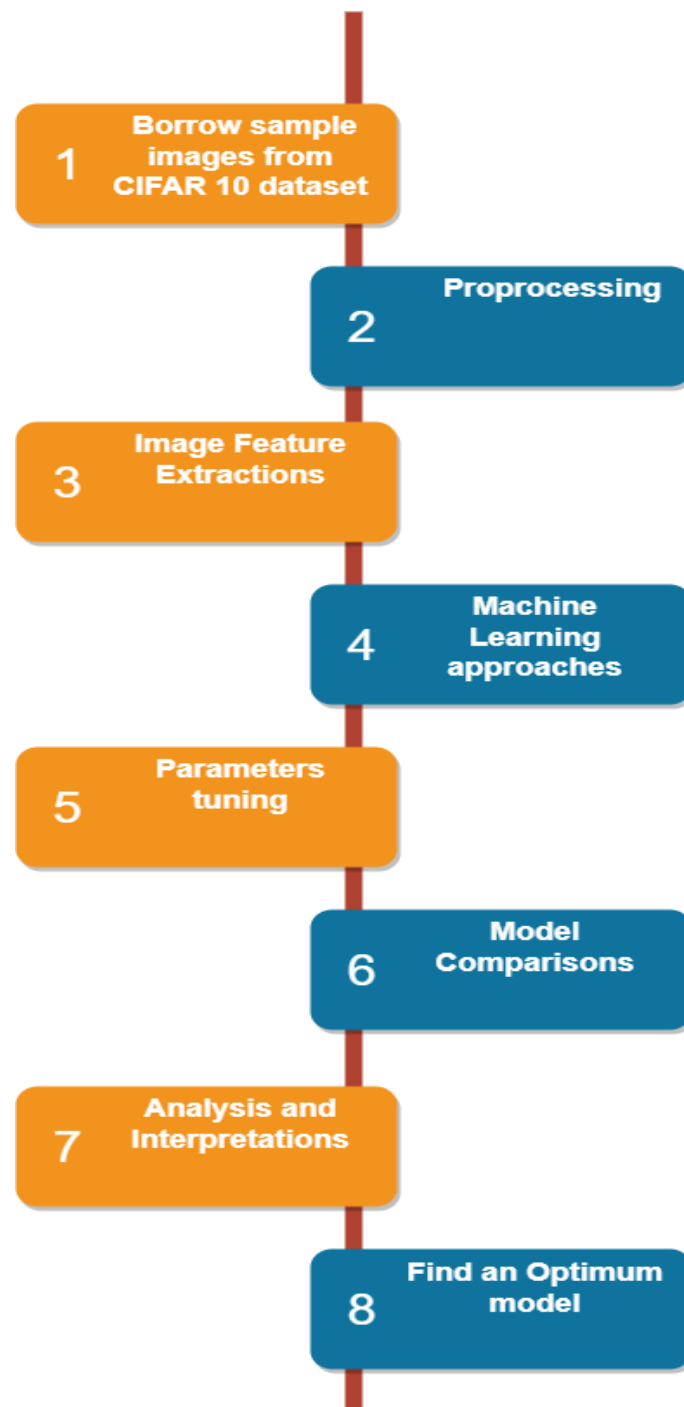 1
Borrow sample
images from
CIFAR 10 dataset
2
Proprocessing
3
Image Feature
Extractions
4
Machine
Learning
approaches
5
Parameters
tuning
6
Model
Comparisons
7
Analysis and
Interpretations
8
Find an Optimum
model